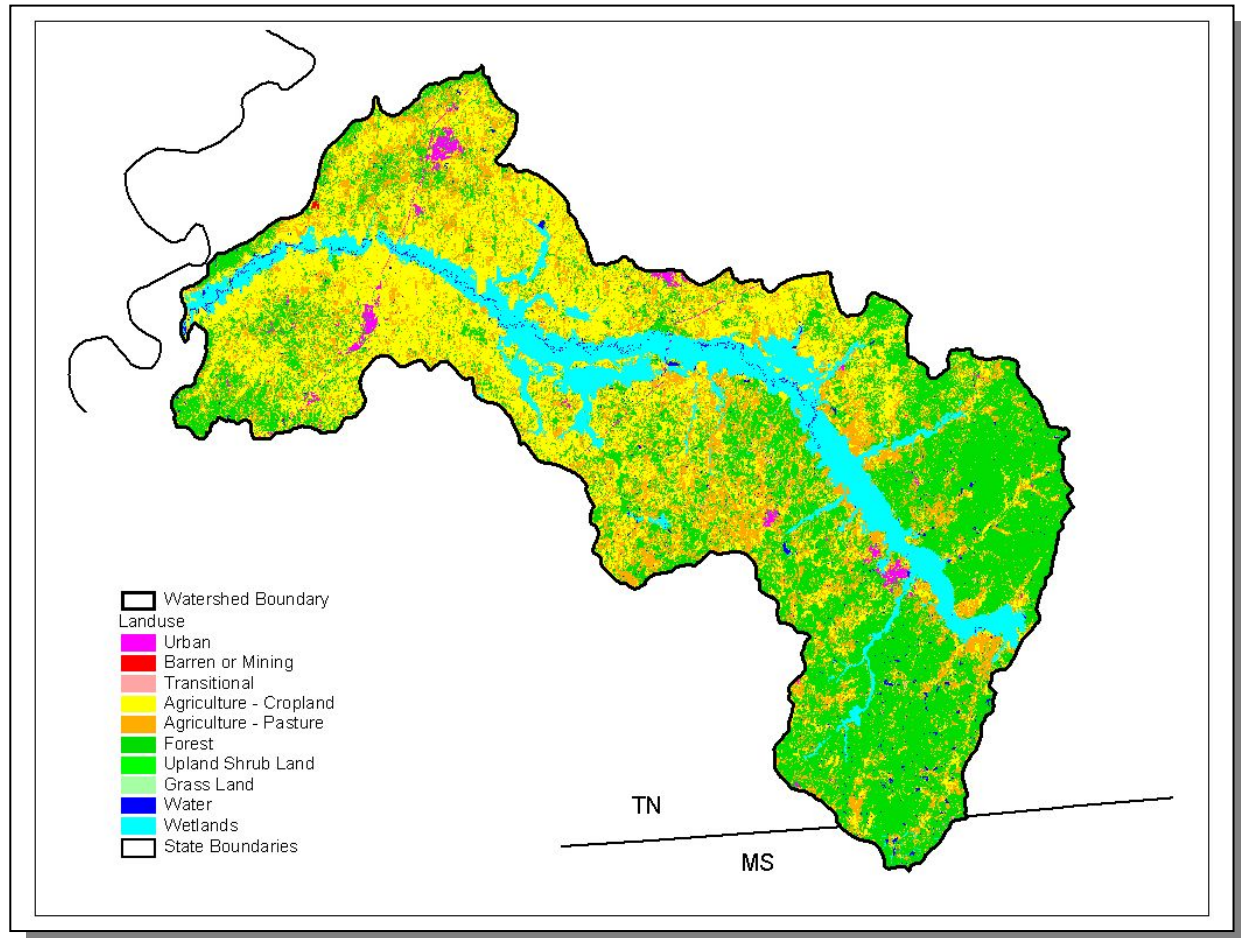 Watershed Boundary
Landuse
Urban
Barren or Mining
Transitional
Agriculture - Cropland
Agriculture - Pasture
Forest
Upland Shrub Land
Grass Land
Water
Wetlands
State Boundaries
TN
MS